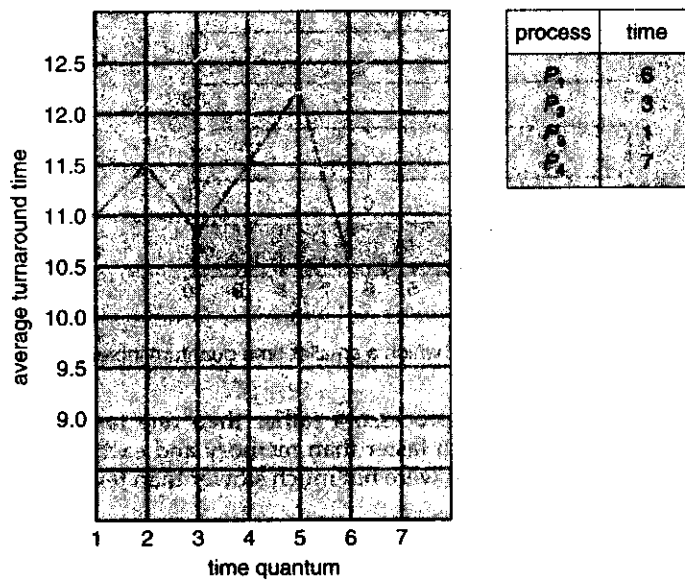 process time
P₁ 6
P₂ 3
P₃ 1
P₄ 7
12.5
12.0
11.5
11.0
10.5
10.0
9.5
9.0
average turnaround time
1 2 3 4 5 6 7
time quantum